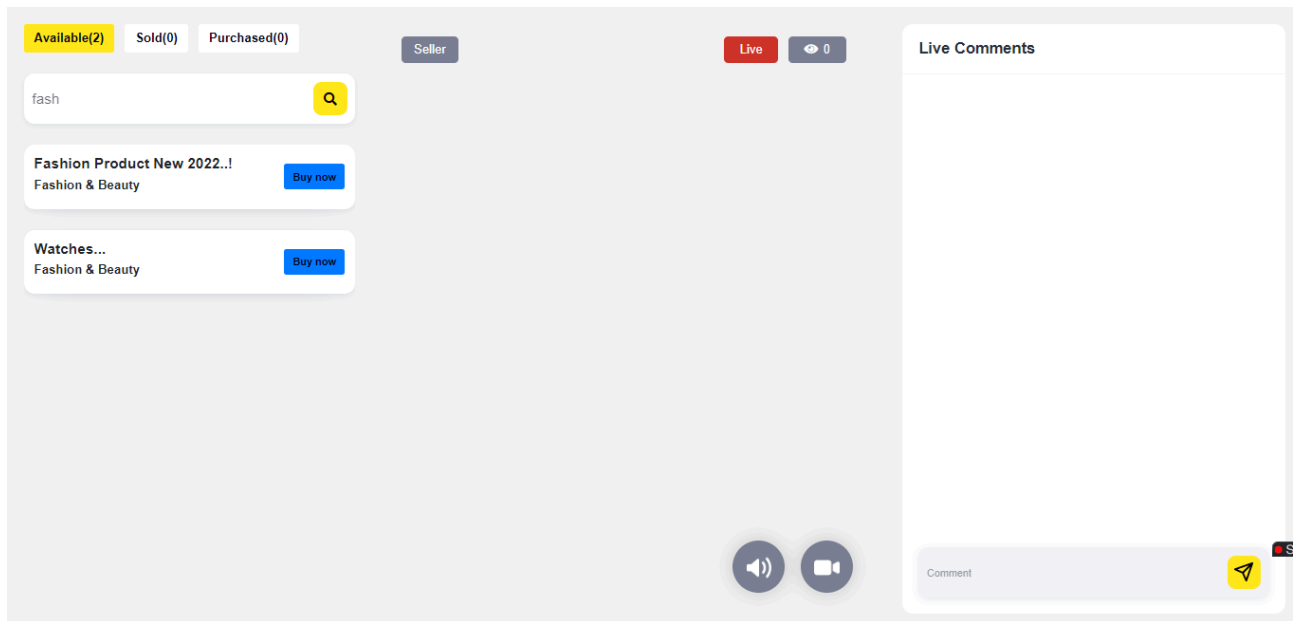 Available(2) Sold(0) Purchased(0)
fash
Fashion Product New 2022..!
Fashion & Beauty
Buy now
Watches...
Fashion & Beauty
Buy now
Seller
Live
0
Live Comments
Comment
S